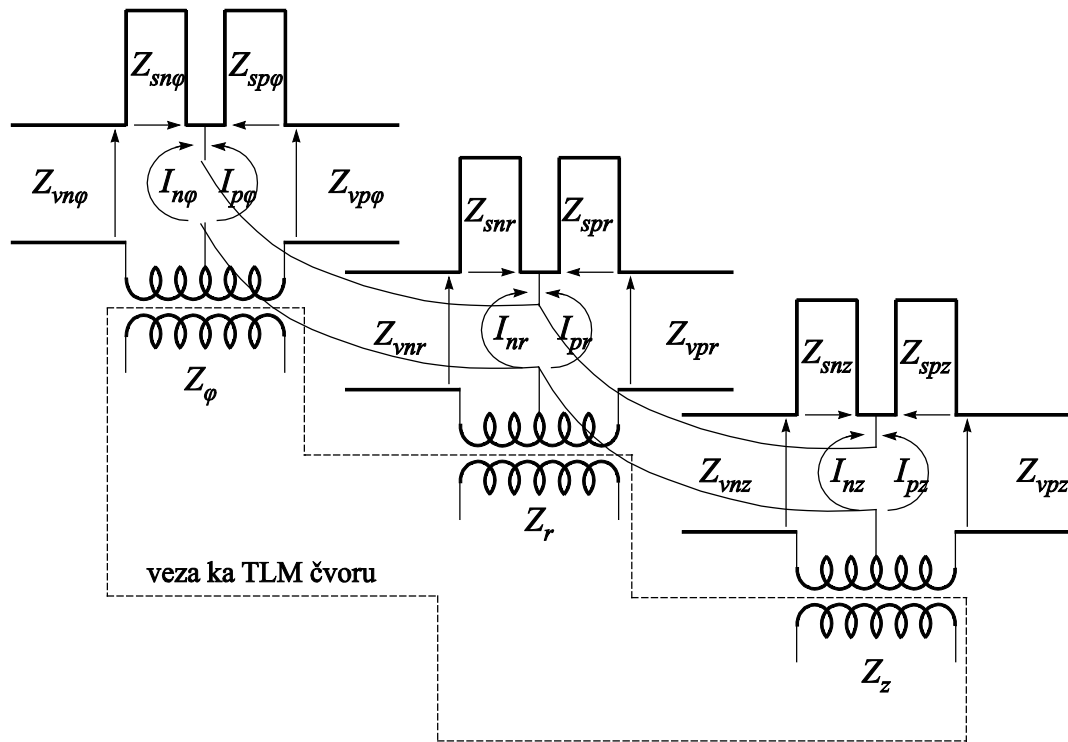 Z_snφ Z_spφ
Z_vnφ I_nφ I_pφ Z_vpφ
Z_φ
Z_snr Z_spr
Z_vnr I_nr I_pr Z_vpr
Z_r
Z_snz Z_spz
Z_vnz I_nz I_pz Z_vpz
Z_z
veza ka TLM čvoru